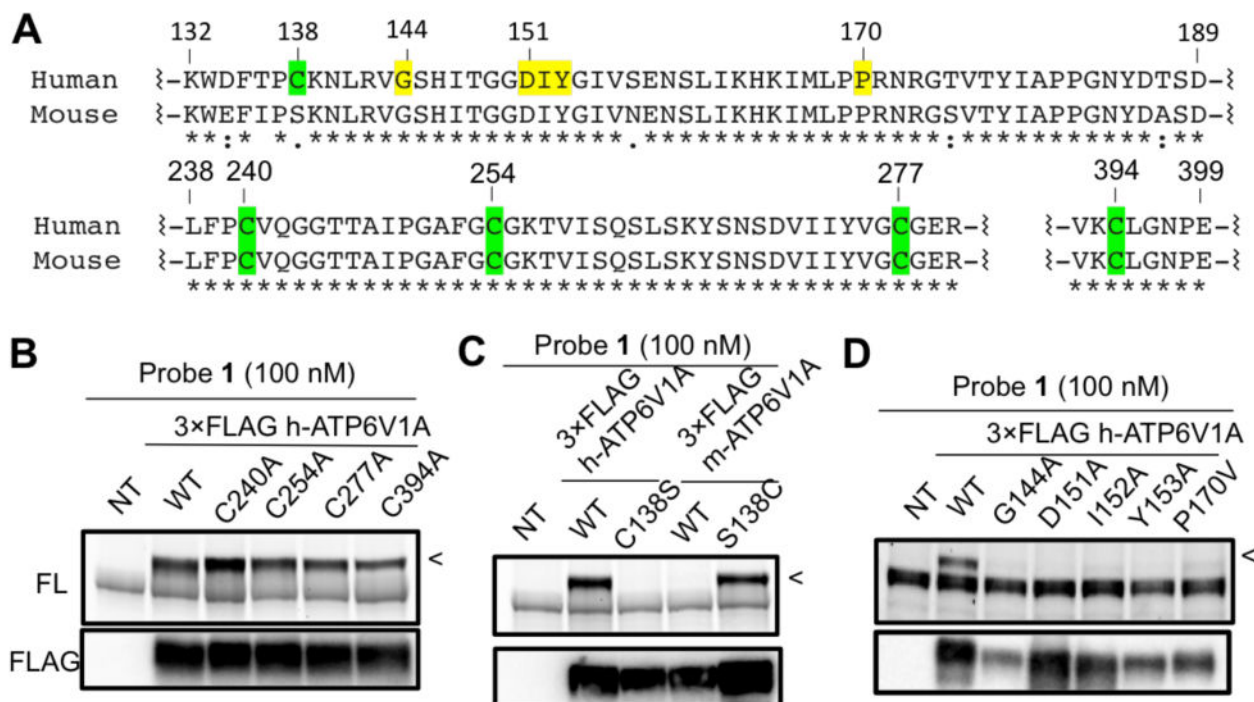 A
132 138 144 151 170 189
Human ⸾-KWDFTPCKNLRVGSHITGGDIYGIVSENSLIKHKIMLPPRNRGTVTYIAPPGNYDTSD-⸾
Mouse ⸾-KWEFIPSKNLRVGSHITGGDIYGIVNENSLIKHKIMLPPRNRGSVTYIAPPGNYDASD-⸾
**:* *.******************.*****************:***********:**
238 240 254 277 394 399
Human ⸾-LFPCVQGGTTAIPGAFGCGKTVISQSLSKYSNSDVIIYVGCGER-⸾ ⸾-VKCLGNPE-⸾
Mouse ⸾-LFPCVQGGTTAIPGAFGCGKTVISQSLSKYSNSDVIIYVGCGER-⸾ ⸾-VKCLGNPE-⸾
******************************************** ********
B
Probe 1 (100 nM)
3×FLAG h-ATP6V1A
NT WT C240A C254A C277A C394A
FL <
FLAG
C
Probe 1 (100 nM)
3×FLAG h-ATP6V1A
3×FLAG m-ATP6V1A
NT WT C138S WT S138C
<
D
Probe 1 (100 nM)
3×FLAG h-ATP6V1A
NT WT G144A D151A I152A Y153A P170V
<